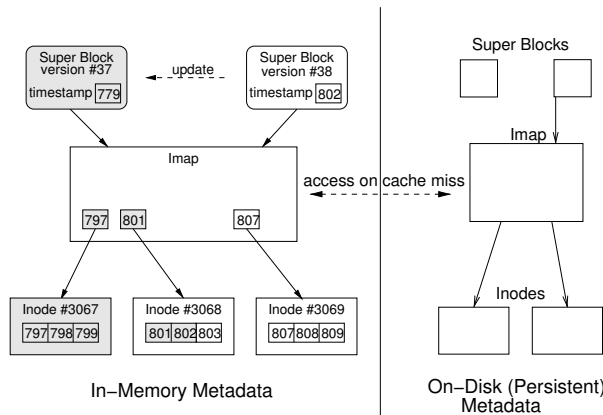 Super Block
version #37
timestamp 779
update
Super Block
version #38
timestamp 802
Super Blocks
Imap
797 801 807
access on cache miss
Imap
Inode #3067
797 798 799
Inode #3068
801 802 803
Inode #3069
807 808 809
Inodes
In-Memory Metadata
On-Disk (Persistent)
Metadata